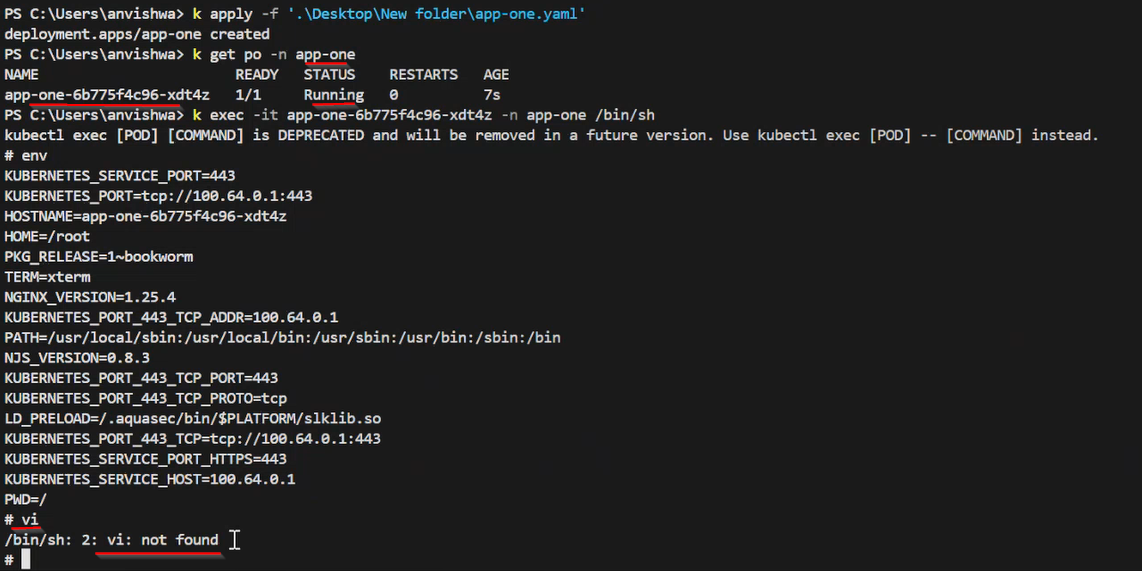 PS C:\Users\anvishwa> k apply -f '.\Desktop\New folder\app-one.yaml'
deployment.apps/app-one created
PS C:\Users\anvishwa> k get po -n app-one
NAME                       READY   STATUS    RESTARTS   AGE
app-one-6b775f4c96-xdt4z   1/1     Running   0          7s
PS C:\Users\anvishwa> k exec -it app-one-6b775f4c96-xdt4z -n app-one /bin/sh
kubectl exec [POD] [COMMAND] is DEPRECATED and will be removed in a future version. Use kubectl exec [POD] -- [COMMAND] instead.
# env
KUBERNETES_SERVICE_PORT=443
KUBERNETES_PORT=tcp://100.64.0.1:443
HOSTNAME=app-one-6b775f4c96-xdt4z
HOME=/root
PKG_RELEASE=1~bookworm
TERM=xterm
NGINX_VERSION=1.25.4
KUBERNETES_PORT_443_TCP_ADDR=100.64.0.1
PATH=/usr/local/sbin:/usr/local/bin:/usr/sbin:/usr/bin:/sbin:/bin
NJS_VERSION=0.8.3
KUBERNETES_PORT_443_TCP_PORT=443
KUBERNETES_PORT_443_TCP_PROTO=tcp
LD_PRELOAD=/.aquasec/bin/$PLATFORM/slklib.so
KUBERNETES_PORT_443_TCP=tcp://100.64.0.1:443
KUBERNETES_SERVICE_PORT_HTTPS=443
KUBERNETES_SERVICE_HOST=100.64.0.1
PWD=/
# vi
/bin/sh: 2: vi: not found
#